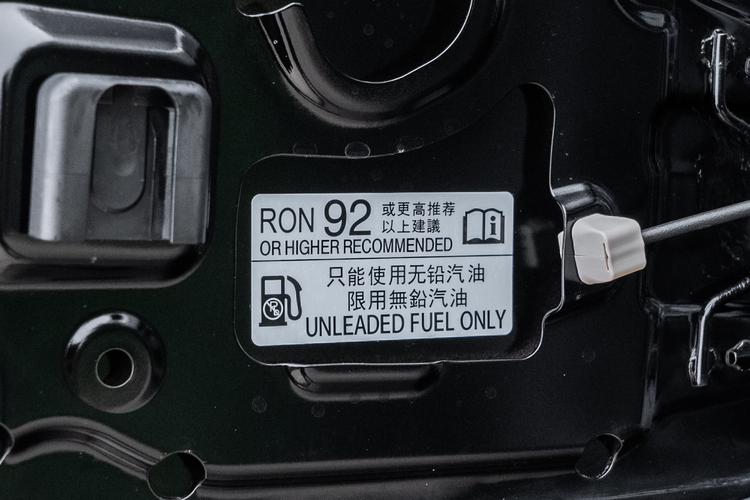 RON 92 或更高推荐
以上建議
OR HIGHER RECOMMENDED
只能使用无铅汽油
限用無鉛汽油
UNLEADED FUEL ONLY